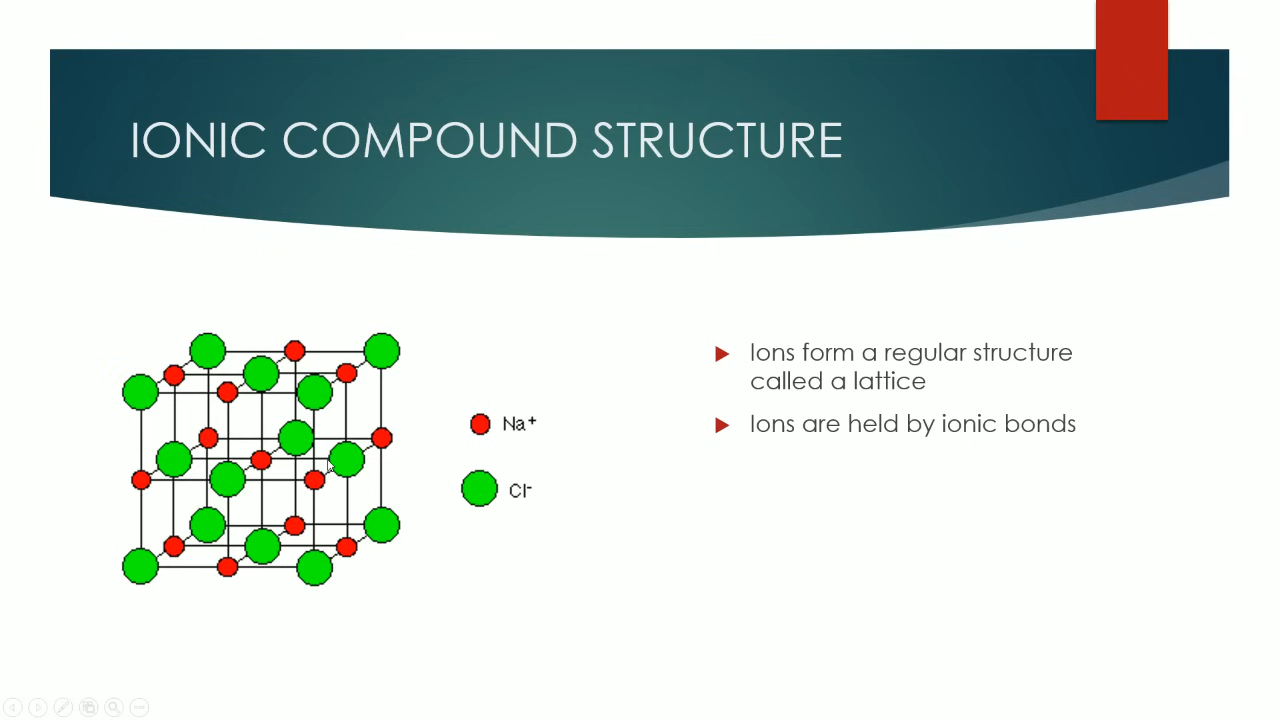 IONIC COMPOUND STRUCTURE
Na⁺
Cl⁻
Ions form a regular structure
called a lattice
Ions are held by ionic bonds